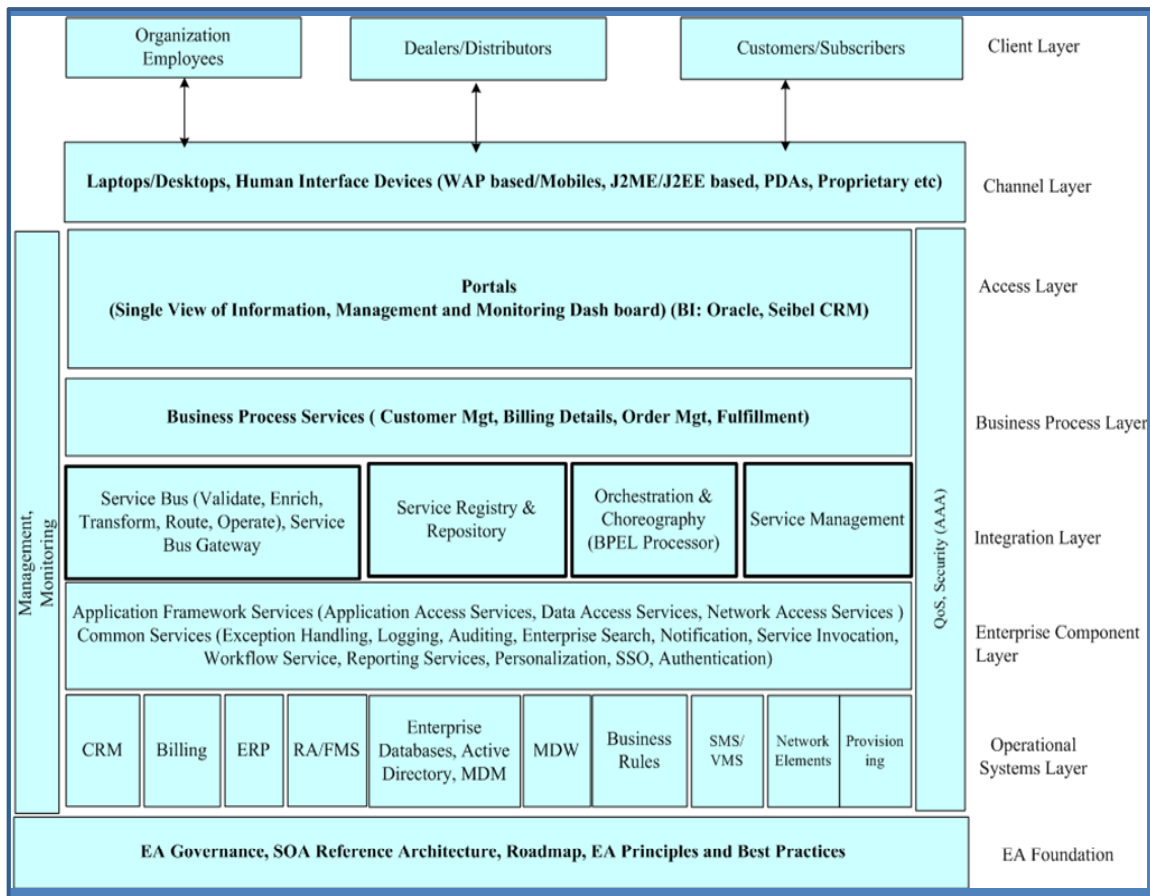 Organization
Employees
Dealers/Distributors
Customers/Subscribers
Client Layer
Laptops/Desktops, Human Interface Devices (WAP based/Mobiles, J2ME/J2EE based, PDAs, Proprietary etc)
Channel Layer
Portals
(Single View of Information, Management and Monitoring Dash board) (BI: Oracle, Seibel CRM)
Access Layer
Business Process Services ( Customer Mgt, Billing Details, Order Mgt, Fulfillment)
Business Process Layer
Management,
Monitoring
QoS, Security (AAA)
Service Bus (Validate, Enrich,
Transform, Route, Operate), Service
Bus Gateway
Service Registry &
Repository
Orchestration &
Choreography
(BPEL Processor)
Service Management
Integration Layer
Application Framework Services (Application Access Services, Data Access Services, Network Access Services )
Common Services (Exception Handling, Logging, Auditing, Enterprise Search, Notification, Service Invocation,
Workflow Service, Reporting Services, Personalization, SSO, Authentication)
Enterprise Component
Layer
CRM
Billing
ERP
RA/FMS
Enterprise
Databases, Active
Directory, MDM
MDW
Business
Rules
SMS/
VMS
Network
Elements
Provision
ing
Operational
Systems Layer
EA Governance, SOA Reference Architecture, Roadmap, EA Principles and Best Practices
EA Foundation